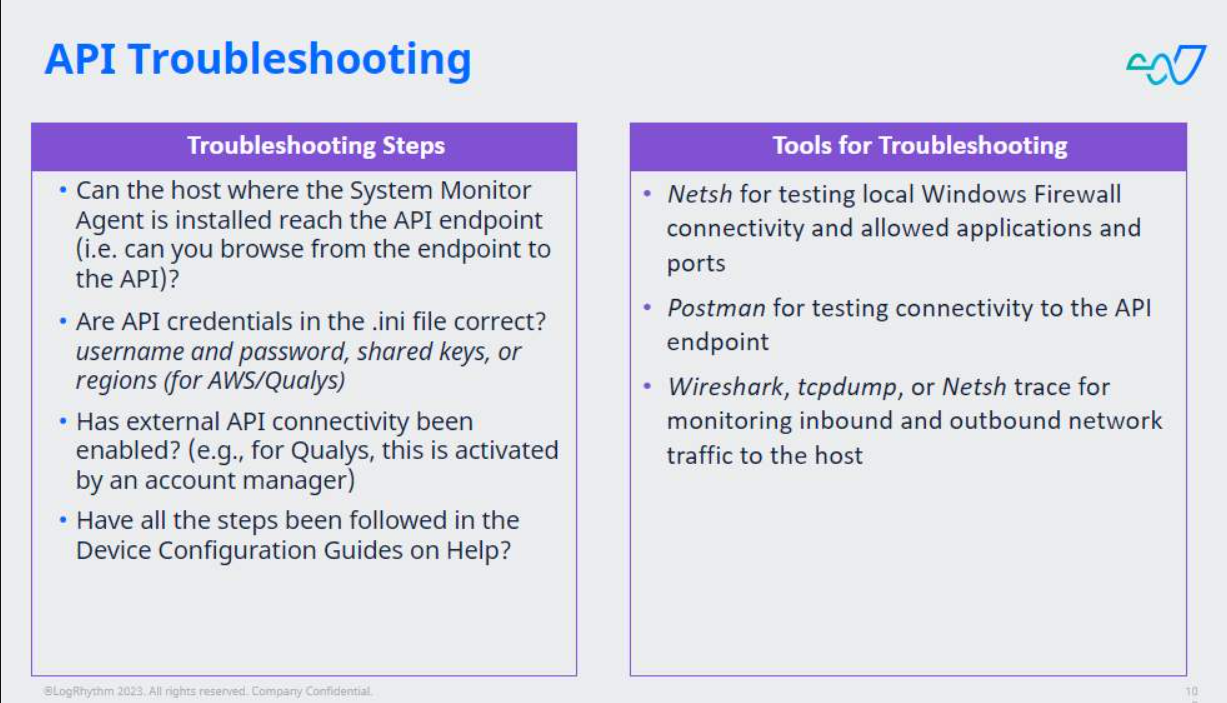 API Troubleshooting
Troubleshooting Steps
• Can the host where the System Monitor
Agent is installed reach the API endpoint
(i.e. can you browse from the endpoint to
the API)?
• Are API credentials in the .ini file correct?
username and password, shared keys, or
regions (for AWS/Qualys)
• Has external API connectivity been
enabled? (e.g., for Qualys, this is activated
by an account manager)
• Have all the steps been followed in the
Device Configuration Guides on Help?
Tools for Troubleshooting
• Netsh for testing local Windows Firewall
connectivity and allowed applications and
ports
• Postman for testing connectivity to the API
endpoint
• Wireshark, tcpdump, or Netsh trace for
monitoring inbound and outbound network
traffic to the host
©LogRhythm 2023. All rights reserved. Company Confidential.
10